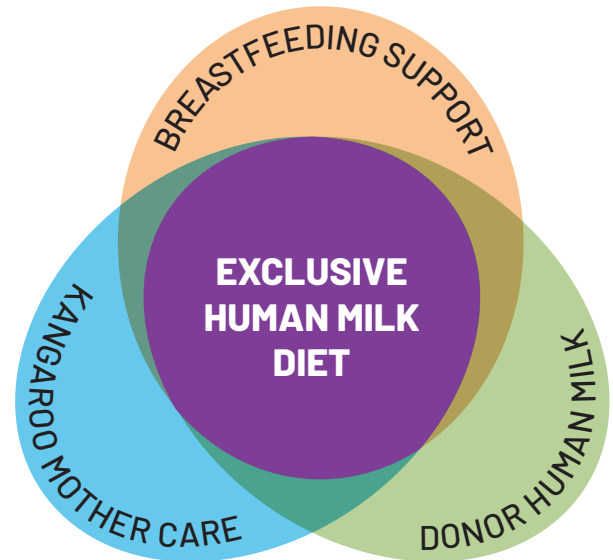 BREASTFEEDING SUPPORT
EXCLUSIVE
HUMAN MILK
DIET
KANGAROO MOTHER CARE
DONOR HUMAN MILK